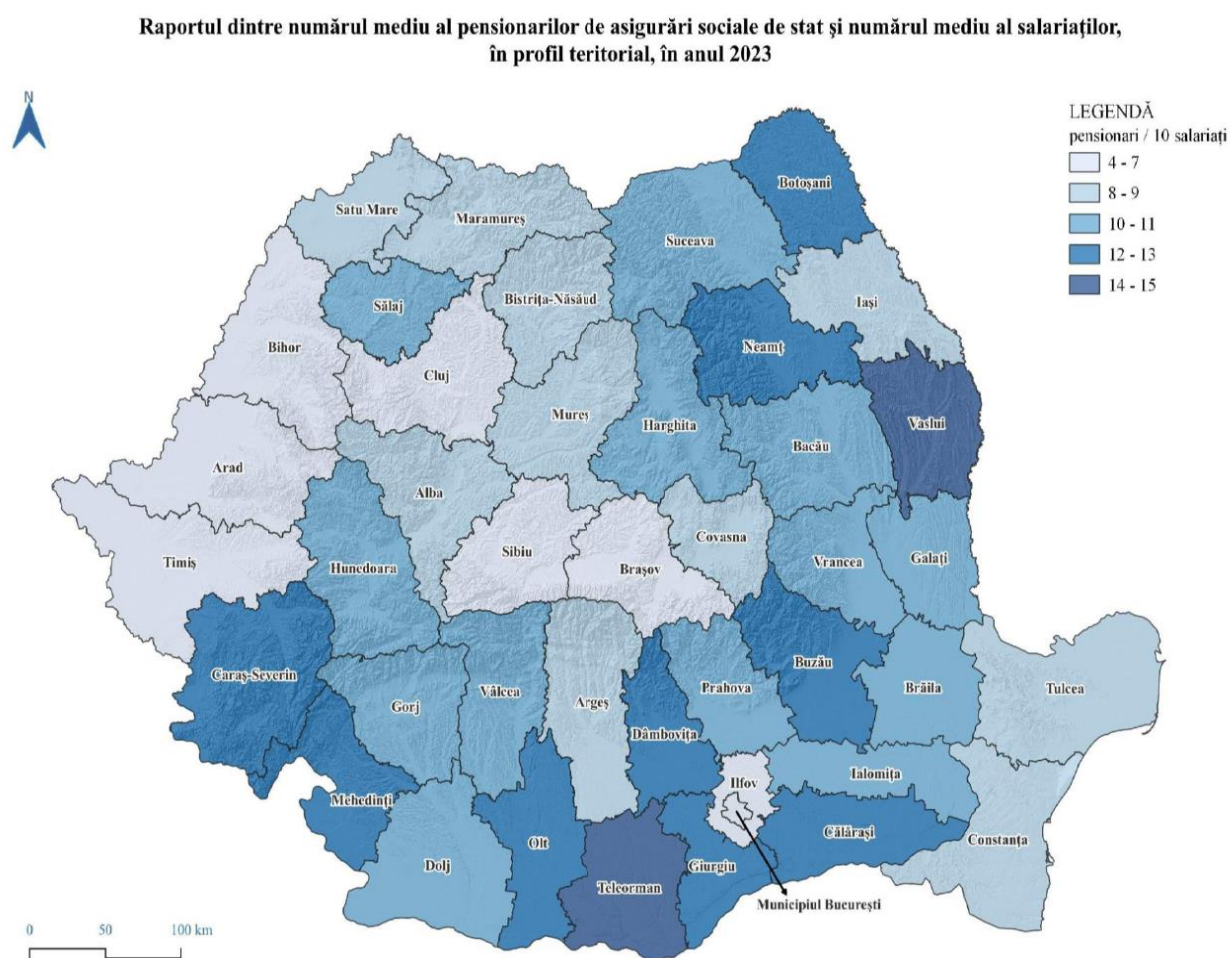 Raportul dintre numărul mediu al pensionarilor de asigurări sociale de stat şi numărul mediu al salariaţilor,
în profil teritorial, în anul 2023
N
LEGENDĂ
pensionari / 10 salariaţi
4 - 7
8 - 9
10 - 11
12 - 13
14 - 15
Botoşani
Satu Mare
Maramureş
Suceava
Iaşi
Bistriţa-Năsăud
Sălaj
Neamţ
Bihor
Cluj
Mureş
Harghita
Vaslui
Bacău
Arad
Alba
Covasna
Sibiu
Braşov
Timiş
Hunedoara
Vrancea
Galaţi
Caraş-Severin
Buzău
Tulcea
Prahova
Brăila
Vâlcea
Argeş
Gorj
Dâmboviţa
Ialomiţa
Ilfov
Mehedinţi
Călăraşi
Constanţa
Olt
Dolj
Giurgiu
Teleorman
Municipiul Bucureşti
0 50 100 km